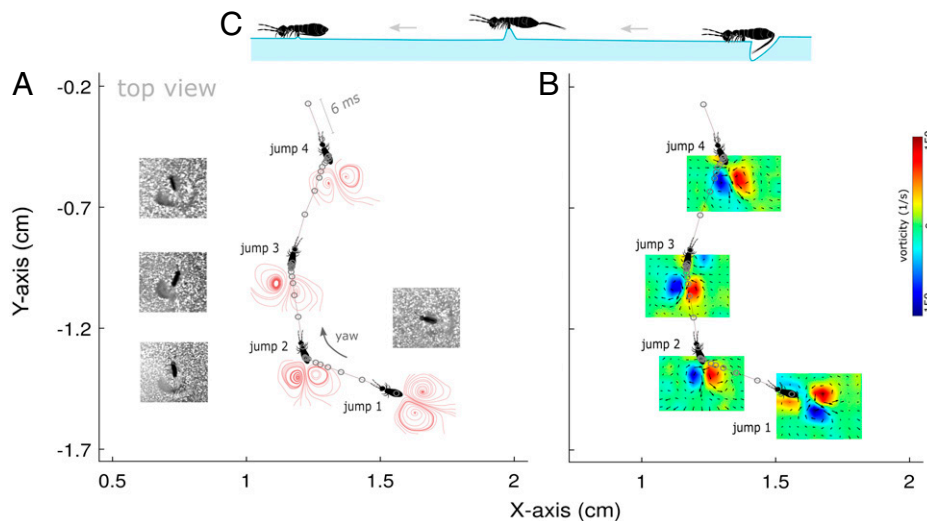 C
A
B
top view
-0.2
-0.7
-1.2
-1.7
Y-axis (cm)
6 ms
jump 4
jump 3
jump 2
yaw
jump 1
0.5
1
1.5
2
jump 4
jump 3
jump 2
jump 1
1
1.5
2
X-axis (cm)
vorticity (1/s)